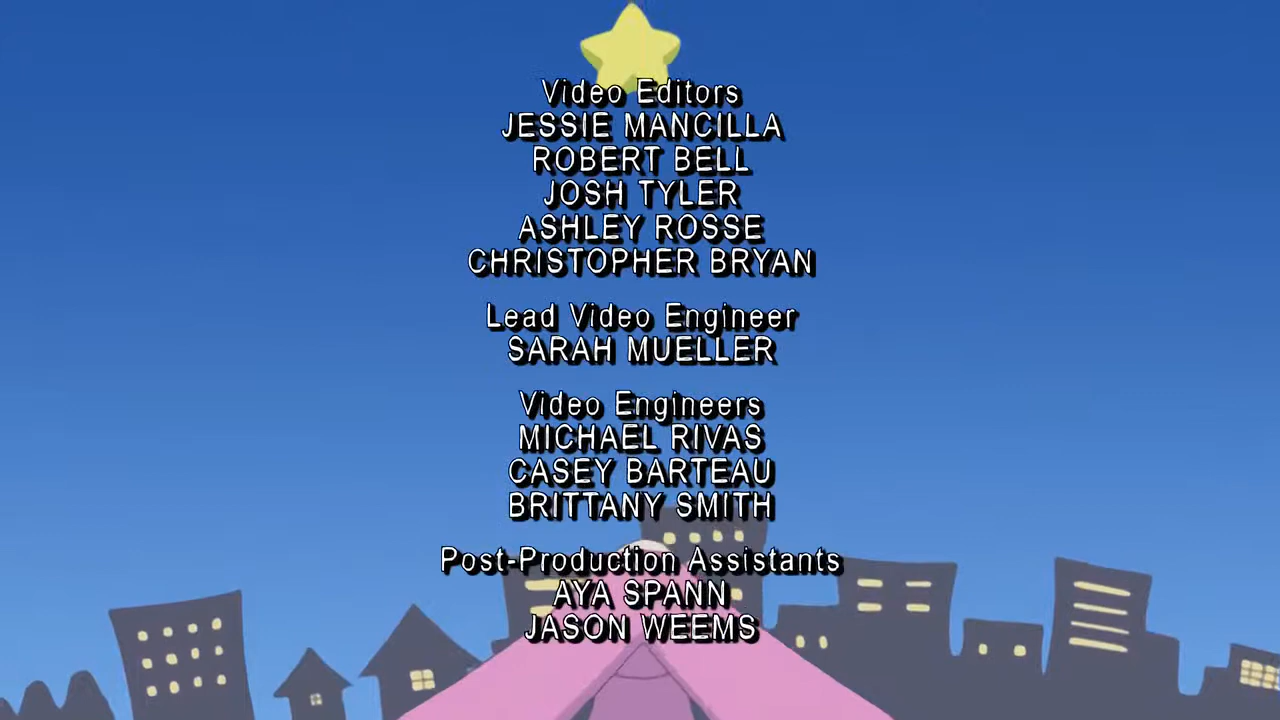 Video Editors
JESSIE MANCILLA
ROBERT BELL
JOSH TYLER
ASHLEY ROSSE
CHRISTOPHER BRYAN
Lead Video Engineer
SARAH MUELLER
Video Engineers
MICHAEL RIVAS
CASEY BARTEAU
BRITTANY SMITH
Post-Production Assistants
AYA SPANN
JASON WEEMS